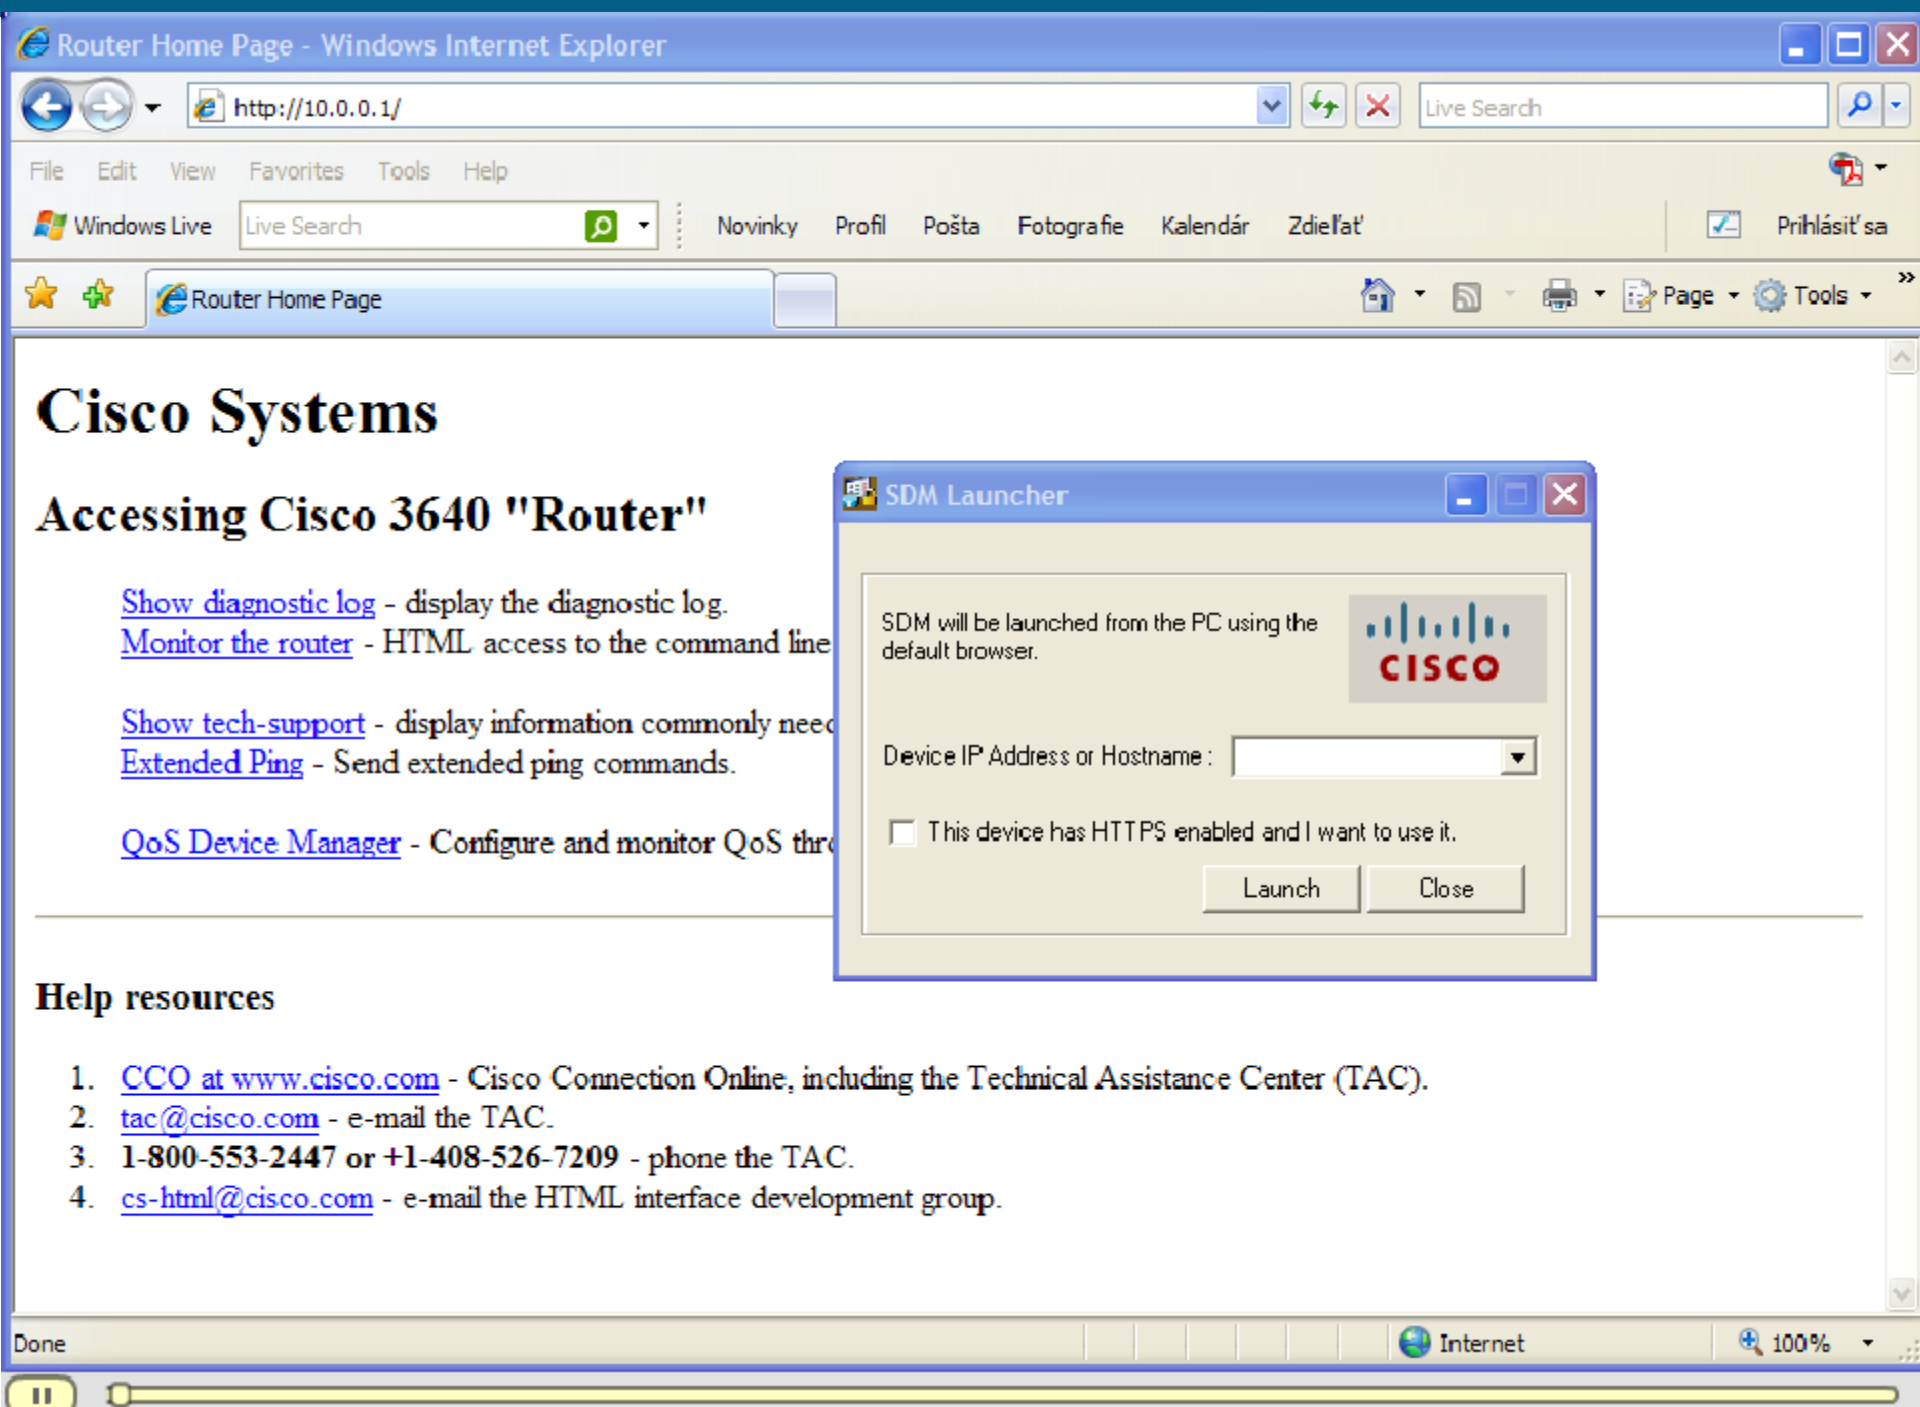 Router Home Page - Windows Internet Explorer
http://10.0.0.1/
Live Search
File Edit View Favorites Tools Help
Windows Live Live Search Novinky Profil Pošta Fotografie Kalendár Zdieľať Prihlásiť sa
Router Home Page
Page Tools »
Cisco Systems
Accessing Cisco 3640 "Router"
Show diagnostic log - display the diagnostic log.
Monitor the router - HTML access to the command line
Show tech-support - display information commonly need
Extended Ping - Send extended ping commands.
QoS Device Manager - Configure and monitor QoS thro
SDM Launcher
SDM will be launched from the PC using the
default browser.
CISCO
Device IP Address or Hostname :
This device has HTTPS enabled and I want to use it.
Launch Close
Help resources
1. CCO at www.cisco.com - Cisco Connection Online, including the Technical Assistance Center (TAC).
2. tac@cisco.com - e-mail the TAC.
3. 1-800-553-2447 or +1-408-526-7209 - phone the TAC.
4. cs-html@cisco.com - e-mail the HTML interface development group.
Done Internet 100%